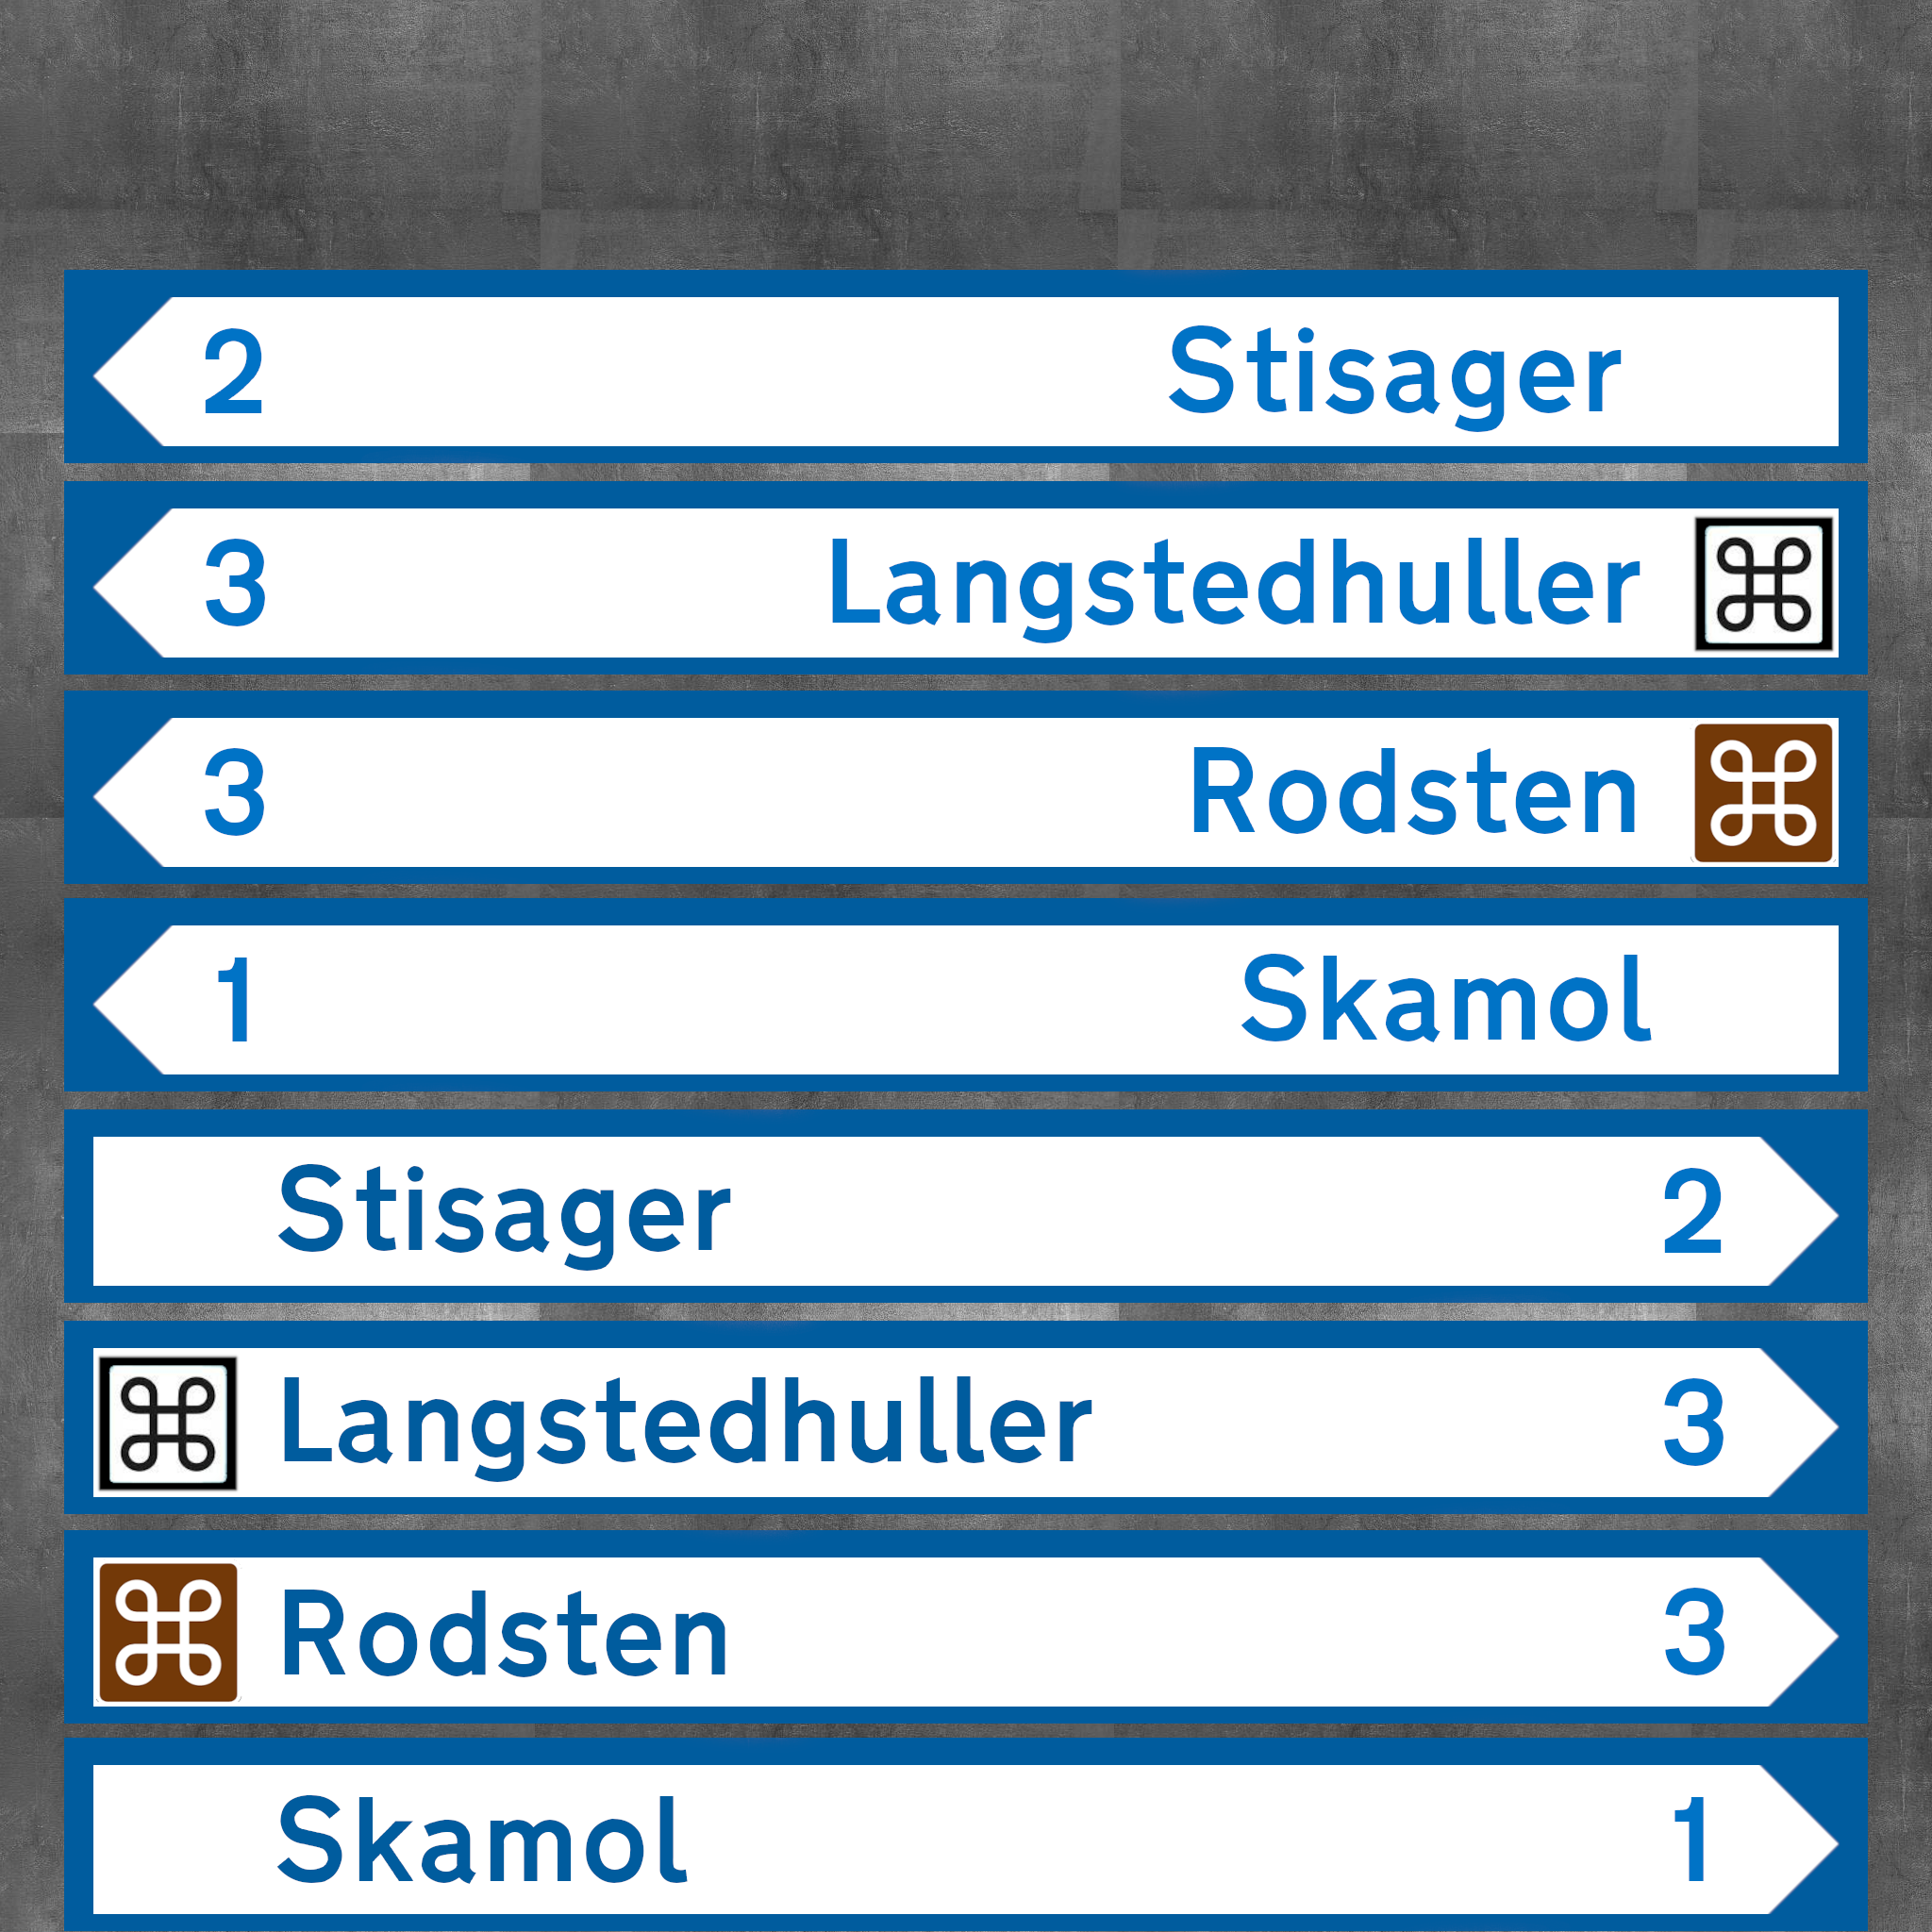 2 Stisager
3 Langstedhuller ⌘
3 Rodsten ⌘
1 Skamol
Stisager 2
⌘ Langstedhuller 3
⌘ Rodsten 3
Skamol 1